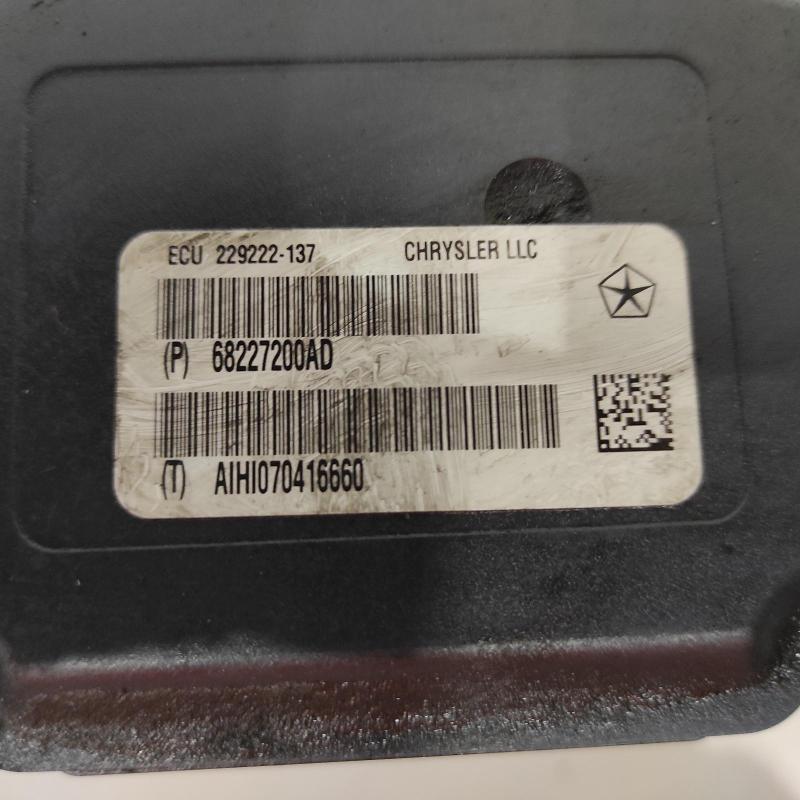 ECU 229222-137 CHRYSLER LLC
(P) 68227200AD
(T) AIHI070416660